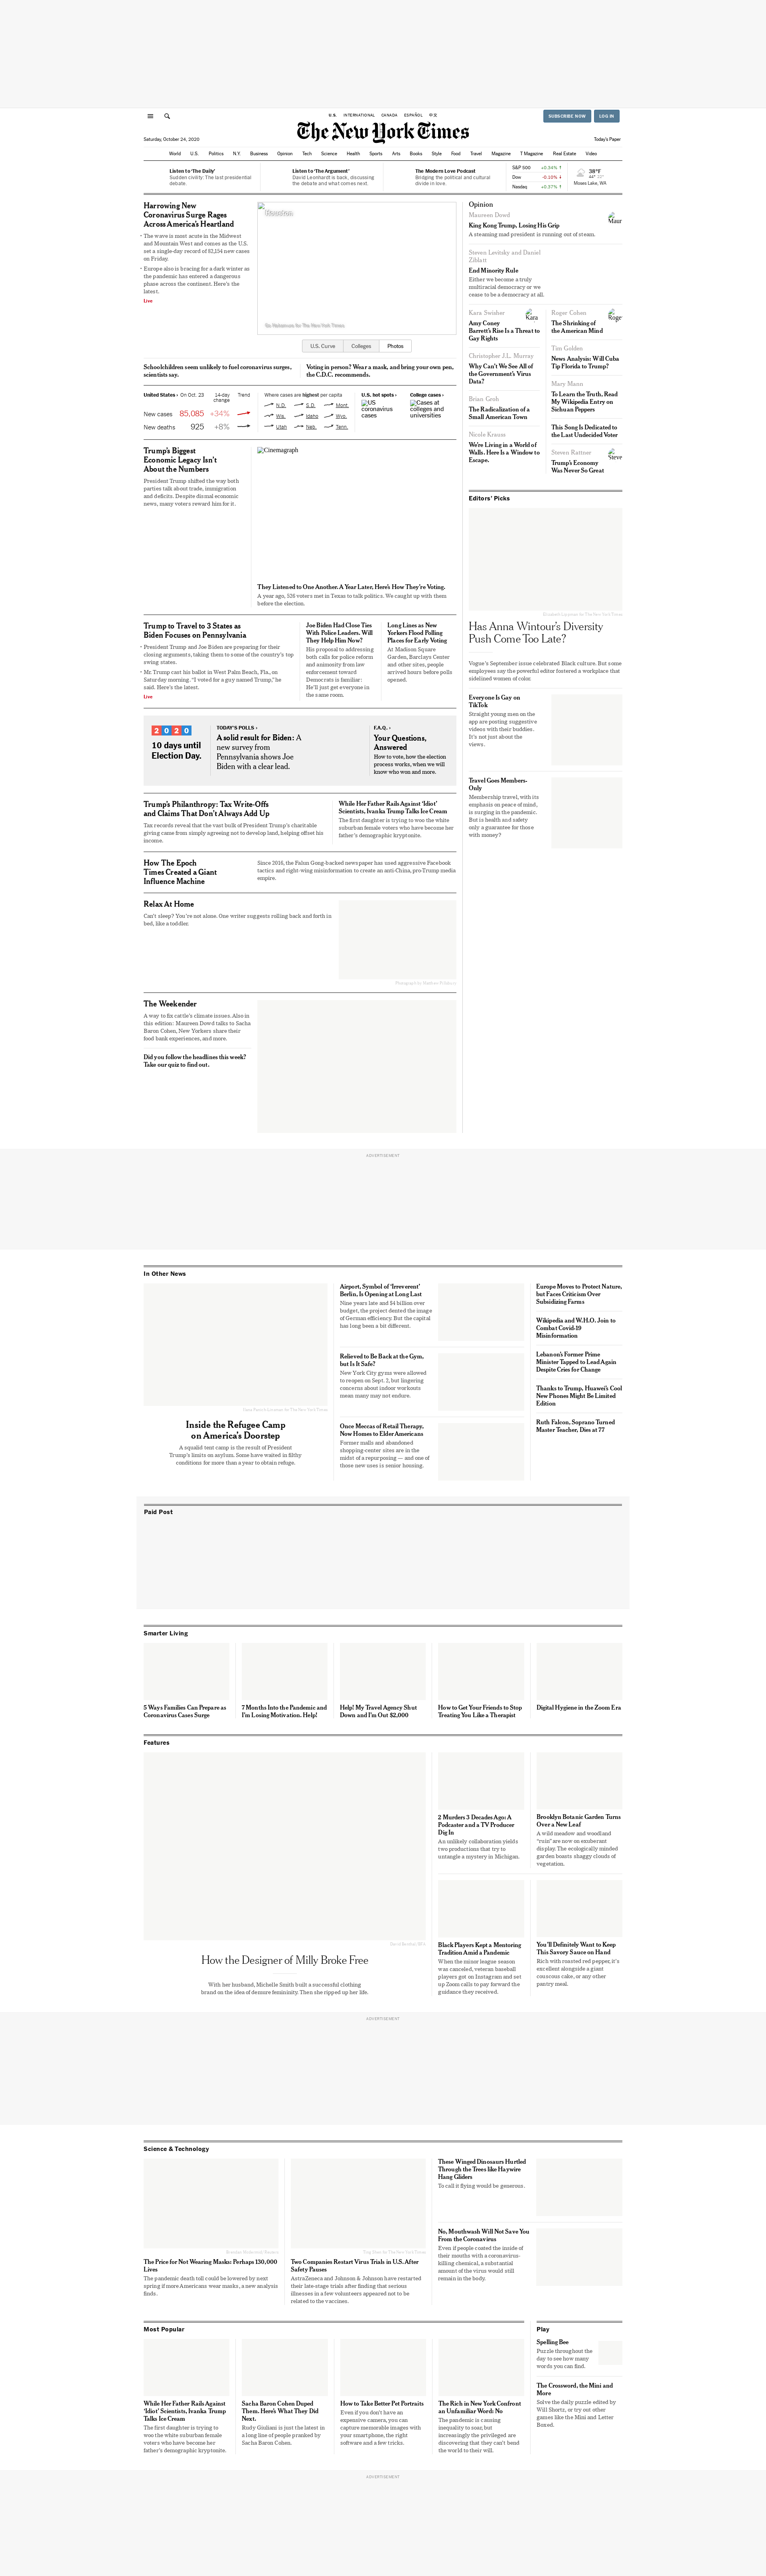 U.S. INTERNATIONAL CANADA ESPAÑOL 中文
SUBSCRIBE NOW LOG IN
The New York Times
Saturday, October 24, 2020
Today's Paper
World U.S. Politics N.Y. Business Opinion Tech Science Health Sports Arts Books Style Food Travel Magazine T Magazine Real Estate Video
Listen to 'The Daily'
Sudden civility: The last presidential
debate.
Listen to 'The Argument'
David Leonhardt is back, discussing
the debate and what comes next.
The Modern Love Podcast
Bridging the political and cultural
divide in love.
S&P 500 +0.34% ↑
Dow -0.10% ↓
Nasdaq +0.37% ↑
38°F
44° 22°
Moses Lake, WA
Harrowing New
Coronavirus Surge Rages
Across America's Heartland
The wave is most acute in the Midwest
and Mountain West and comes as the U.S.
set a single-day record of 82,154 new cases
on Friday.
Europe also is bracing for a dark winter as
the pandemic has entered a dangerous
phase across the continent. Here's the
latest.
Live
Go Nakamura for The New York Times
U.S. Curve Colleges Photos
Schoolchildren seem unlikely to fuel coronavirus surges,
scientists say.
Voting in person? Wear a mask, and bring your own pen,
the C.D.C. recommends.
United States › On Oct. 23 14-day
change Trend
New cases 85,085 +34%
New deaths 925 +8%
Where cases are highest per capita
N.D. S.D. Mont.
Wis. Idaho Wyo.
Utah Neb. Tenn.
U.S. hot spots ›
US
coronavirus
cases
College cases ›
Cases at
colleges and
universities
Trump's Biggest
Economic Legacy Isn't
About the Numbers
President Trump shifted the way both
parties talk about trade, immigration
and deficits. Despite dismal economic
news, many voters reward him for it.
Cinemagraph
They Listened to One Another. A Year Later, Here's How They're Voting.
A year ago, 526 voters met in Texas to talk politics. We caught up with them
before the election.
Trump to Travel to 3 States as
Biden Focuses on Pennsylvania
President Trump and Joe Biden are preparing for their
closing arguments, taking them to some of the country's top
swing states.
Mr. Trump cast his ballot in West Palm Beach, Fla., on
Saturday morning. "I voted for a guy named Trump," he
said. Here's the latest.
Live
Joe Biden Had Close Ties
With Police Leaders. Will
They Help Him Now?
His proposal to addressing
both calls for police reform
and animosity from law
enforcement toward
Democrats is familiar:
He'll just get everyone in
the same room.
Long Lines as New
Yorkers Flood Polling
Places for Early Voting
At Madison Square
Garden, Barclays Center
and other sites, people
arrived hours before polls
opened.
2020
10 days until
Election Day.
TODAY'S POLLS ›
A solid result for Biden: A
new survey from
Pennsylvania shows Joe
Biden with a clear lead.
F.A.Q. ›
Your Questions,
Answered
How to vote, how the election
process works, when we will
know who won and more.
Trump's Philanthropy: Tax Write-Offs
and Claims That Don't Always Add Up
Tax records reveal that the vast bulk of President Trump's charitable
giving came from simply agreeing not to develop land, helping offset his
income.
While Her Father Rails Against 'Idiot'
Scientists, Ivanka Trump Talks Ice Cream
The first daughter is trying to woo the white
suburban female voters who have become her
father's demographic kryptonite.
How The Epoch
Times Created a Giant
Influence Machine
Since 2016, the Falun Gong-backed newspaper has used aggressive Facebook
tactics and right-wing misinformation to create an anti-China, pro-Trump media
empire.
Relax At Home
Can't sleep? You're not alone. One writer suggests rolling back and forth in
bed, like a toddler.
The Weekender
A way to fix cattle's climate issues. Also in
this edition: Maureen Dowd talks to Sacha
Baron Cohen, New Yorkers share their
food bank experiences, and more.
Did you follow the headlines this week?
Take our quiz to find out.
Opinion
Maureen Dowd
King Kong Trump, Losing His Grip
A steaming mad president is running out of steam.
Maur
Steven Levitsky and Daniel
Ziblatt
End Minority Rule
Either we become a truly
multiracial democracy or we
cease to be a democracy at all.
Kara Swisher
Amy Coney
Barrett's Rise Is a Threat to
Gay Rights
Kara
Christopher J.L. Murray
Why Can't We See All of
the Government's Virus
Data?
Brian Groh
The Radicalization of a
Small American Town
Nicole Krauss
We're Living in a World of
Walls. Here Is a Window to
Escape.
Roger Cohen
The Shrinking of
the American Mind
Roge
Tim Golden
News Analysis: Will Cuba
Tip Florida to Trump?
Mary Mann
To Learn the Truth, Read
My Wikipedia Entry on
Sichuan Peppers
This Song Is Dedicated to
the Last Undecided Voter
Steven Rattner
Trump's Economy
Was Never So Great
Steve
Editors' Picks
Has Anna Wintour's Diversity
Push Come Too Late?
Vogue's September issue celebrated Black culture. But some
employees say the powerful editor fostered a workplace that
sidelined women of color.
Everyone Is Gay on
TikTok
Straight young men on the
app are posting suggestive
videos with their buddies.
It's not just about the
views.
Travel Goes Members-
Only
Membership travel, with its
emphasis on peace of mind,
is surging in the pandemic.
But is health and safety
only a guarantee for those
with money?
ADVERTISEMENT
In Other News
Inside the Refugee Camp
on America's Doorstep
A squalid tent camp is the result of President
Trump's limits on asylum. Some have waited in filthy
conditions for more than a year to obtain refuge.
Airport, Symbol of 'Irreverent'
Berlin, Is Opening at Long Last
Nine years late and $4 billion over
budget, the project dented the image
of German efficiency. But the capital
has long been a bit different.
Relieved to Be Back at the Gym,
but Is It Safe?
New York City gyms were allowed
to reopen on Sept. 2, but lingering
concerns about indoor workouts
mean many may not endure.
Once Meccas of Retail Therapy,
Now Homes to Elder Americans
Former malls and abandoned
shopping-center sites are in the
midst of a repurposing — and one of
those new uses is senior housing.
Europe Moves to Protect Nature,
but Faces Criticism Over
Subsidizing Farms
Wikipedia and W.H.O. Join to
Combat Covid-19
Misinformation
Lebanon's Former Prime
Minister Tapped to Lead Again
Despite Cries for Change
Thanks to Trump, Huawei's Cool
New Phones Might Be Limited
Edition
Ruth Falcon, Soprano Turned
Master Teacher, Dies at 77
Paid Post
Smarter Living
5 Ways Families Can Prepare as
Coronavirus Cases Surge
7 Months Into the Pandemic and
I'm Losing Motivation. Help!
Help! My Travel Agency Shut
Down and I'm Out $2,000
How to Get Your Friends to Stop
Treating You Like a Therapist
Digital Hygiene in the Zoom Era
Features
How the Designer of Milly Broke Free
With her husband, Michelle Smith built a successful clothing
brand on the idea of demure femininity. Then she ripped up her life.
2 Murders 3 Decades Ago: A
Podcaster and a TV Producer
Dig In
An unlikely collaboration yields
two productions that try to
untangle a mystery in Michigan.
Brooklyn Botanic Garden Turns
Over a New Leaf
A wild meadow and woodland
"ruin" are now on exuberant
display. The ecologically minded
garden boasts shaggy clouds of
vegetation.
Black Players Kept a Mentoring
Tradition Amid a Pandemic
When the minor league season
was canceled, veteran baseball
players got on Instagram and set
up Zoom calls to pay forward the
guidance they received.
You'll Definitely Want to Keep
This Savory Sauce on Hand
Rich with roasted red pepper, it's
excellent alongside a giant
couscous cake, or any other
pantry meal.
ADVERTISEMENT
Science & Technology
The Price for Not Wearing Masks: Perhaps 130,000
Lives
The pandemic death toll could be lowered by next
spring if more Americans wear masks, a new analysis
finds.
Two Companies Restart Virus Trials in U.S. After
Safety Pauses
AstraZeneca and Johnson & Johnson have restarted
their late-stage trials after finding that serious
illnesses in a few volunteers appeared not to be
related to the vaccines.
These Winged Dinosaurs Hurtled
Through the Trees like Haywire
Hang Gliders
To call it flying would be generous.
No, Mouthwash Will Not Save You
From the Coronavirus
Even if people coated the inside of
their mouths with a coronavirus-
killing chemical, a substantial
amount of the virus would still
remain in the body.
Most Popular
While Her Father Rails Against
'Idiot' Scientists, Ivanka Trump
Talks Ice Cream
The first daughter is trying to
woo the white suburban female
voters who have become her
father's demographic kryptonite.
Sacha Baron Cohen Duped
Them. Here's What They Did
Next.
Rudy Giuliani is just the latest in
a long line of people pranked by
Sacha Baron Cohen.
How to Take Better Pet Portraits
Even if you don't have an
expensive camera, you can
capture memorable images with
your smartphone, the right
software and a few tricks.
The Rich in New York Confront
an Unfamiliar Word: No
The pandemic is causing
inequality to soar, but
increasingly the privileged are
discovering that they can't bend
the world to their will.
Play
Spelling Bee
Puzzle throughout the
day to see how many
words you can find.
The Crossword, the Mini and
More
Solve the daily puzzle edited by
Will Shortz, or try out other
games like the Mini and Letter
Boxed.
ADVERTISEMENT